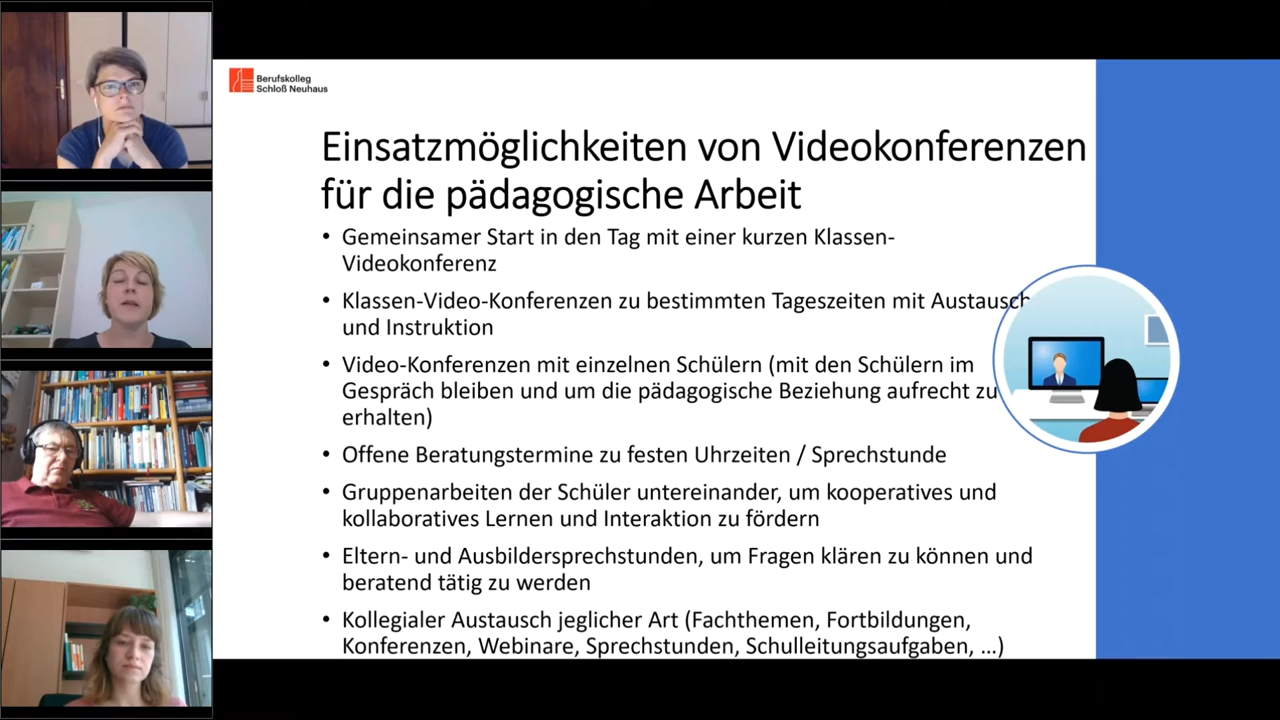 Berufskolleg
Schloß Neuhaus
Einsatzmöglichkeiten von Videokonferenzen
für die pädagogische Arbeit
• Gemeinsamer Start in den Tag mit einer kurzen Klassen-
Videokonferenz
• Klassen-Video-Konferenzen zu bestimmten Tageszeiten mit Austausch
und Instruktion
• Video-Konferenzen mit einzelnen Schülern (mit den Schülern im
Gespräch bleiben und um die pädagogische Beziehung aufrecht zu
erhalten)
• Offene Beratungstermine zu festen Uhrzeiten / Sprechstunde
• Gruppenarbeiten der Schüler untereinander, um kooperatives und
kollaboratives Lernen und Interaktion zu fördern
• Eltern- und Ausbildersprechstunden, um Fragen klären zu können und
beratend tätig zu werden
• Kollegialer Austausch jeglicher Art (Fachthemen, Fortbildungen,
Konferenzen, Webinare, Sprechstunden, Schulleitungsaufgaben, …)